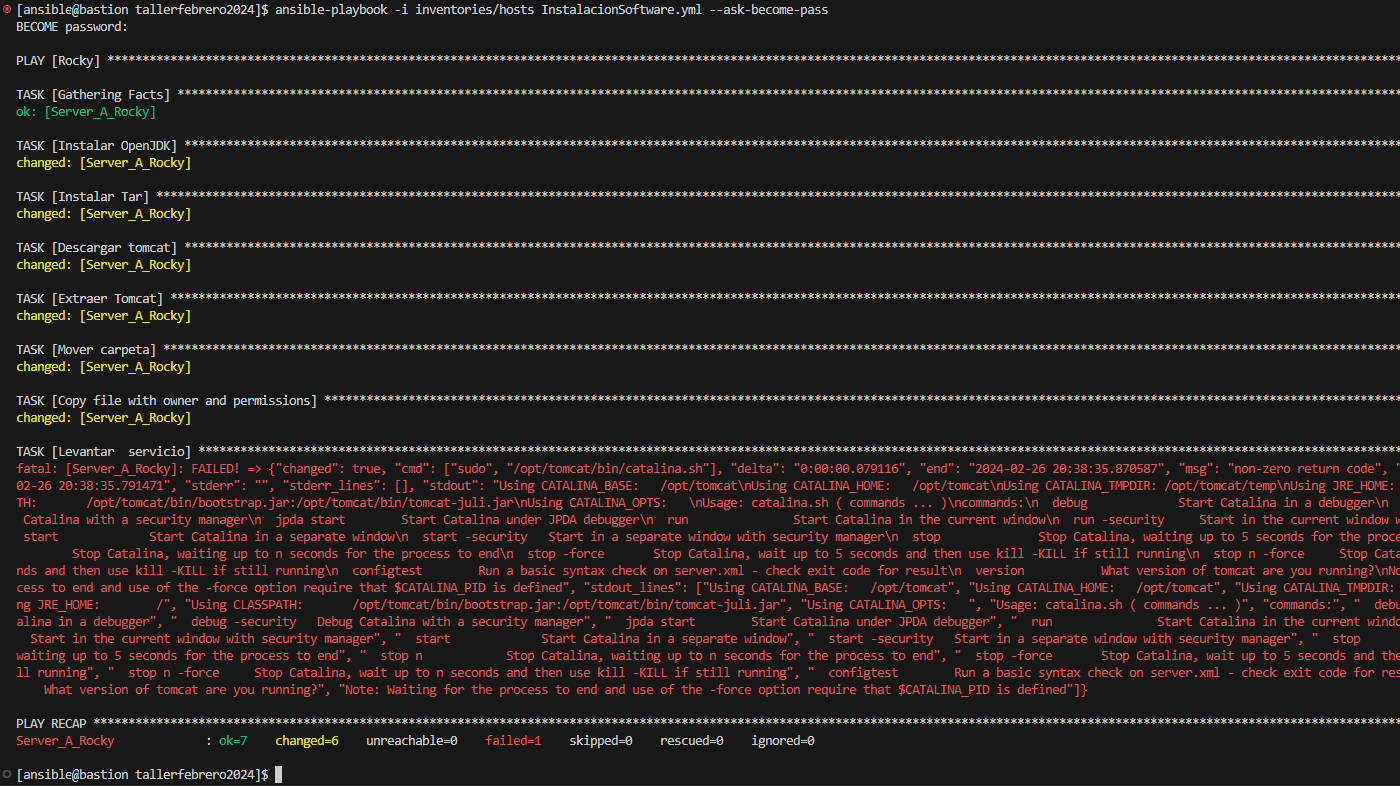 [ansible@bastion tallerfebrero2024]$ ansible-playbook -i inventories/hosts InstalacionSoftware.yml --ask-become-pass
BECOME password:
PLAY [Rocky] ****************************************************************************************
TASK [Gathering Facts] ****************************************************************************************
ok: [Server_A_Rocky]
TASK [Instalar OpenJDK] ****************************************************************************************
changed: [Server_A_Rocky]
TASK [Instalar Tar] ****************************************************************************************
changed: [Server_A_Rocky]
TASK [Descargar tomcat] ****************************************************************************************
changed: [Server_A_Rocky]
TASK [Extraer Tomcat] ****************************************************************************************
changed: [Server_A_Rocky]
TASK [Mover carpeta] ****************************************************************************************
changed: [Server_A_Rocky]
TASK [Copy file with owner and permissions] ****************************************************************************************
changed: [Server_A_Rocky]
TASK [Levantar  servicio] ****************************************************************************************
fatal: [Server_A_Rocky]: FAILED! => {"changed": true, "cmd": ["sudo", "/opt/tomcat/bin/catalina.sh"], "delta": "0:00:00.079116", "end": "2024-02-26 20:38:35.870587", "msg": "non-zero return code", "
02-26 20:38:35.791471", "stderr": "", "stderr_lines": [], "stdout": "Using CATALINA_BASE:   /opt/tomcat\nUsing CATALINA_HOME:   /opt/tomcat\nUsing CATALINA_TMPDIR: /opt/tomcat/temp\nUsing JRE_HOME:
TH:       /opt/tomcat/bin/bootstrap.jar:/opt/tomcat/bin/tomcat-juli.jar\nUsing CATALINA_OPTS:   \nUsage: catalina.sh ( commands ... )\ncommands:\n  debug             Start Catalina in a debugger\n
Catalina with a security manager\n  jpda start        Start Catalina under JPDA debugger\n  run               Start Catalina in the current window\n  run -security     Start in the current window w
start             Start Catalina in a separate window\n  start -security   Start in a separate window with security manager\n  stop              Stop Catalina, waiting up to 5 seconds for the proce
Stop Catalina, waiting up to n seconds for the process to end\n  stop -force       Stop Catalina, wait up to 5 seconds and then use kill -KILL if still running\n  stop n -force     Stop Cata
nds and then use kill -KILL if still running\n  configtest        Run a basic syntax check on server.xml - check exit code for result\n  version           What version of tomcat are you running?\nNo
cess to end and use of the -force option require that $CATALINA_PID is defined", "stdout_lines": ["Using CATALINA_BASE:   /opt/tomcat", "Using CATALINA_HOME:   /opt/tomcat", "Using CATALINA_TMPDIR:
ng JRE_HOME:        /", "Using CLASSPATH:       /opt/tomcat/bin/bootstrap.jar:/opt/tomcat/bin/tomcat-juli.jar", "Using CATALINA_OPTS:   ", "Usage: catalina.sh ( commands ... )", "commands:", "  debu
alina in a debugger", "  debug -security   Debug Catalina with a security manager", "  jpda start        Start Catalina under JPDA debugger", "  run               Start Catalina in the current windo
Start in the current window with security manager", "  start             Start Catalina in a separate window", "  start -security   Start in a separate window with security manager", "  stop
waiting up to 5 seconds for the process to end", "  stop n            Stop Catalina, waiting up to n seconds for the process to end", "  stop -force       Stop Catalina, wait up to 5 seconds and the
ll running", "  stop n -force     Stop Catalina, wait up to n seconds and then use kill -KILL if still running", "  configtest        Run a basic syntax check on server.xml - check exit code for res
What version of tomcat are you running?", "Note: Waiting for the process to end and use of the -force option require that $CATALINA_PID is defined"]}
PLAY RECAP ****************************************************************************************
Server_A_Rocky             : ok=7    changed=6    unreachable=0    failed=1    skipped=0    rescued=0    ignored=0
[ansible@bastion tallerfebrero2024]$